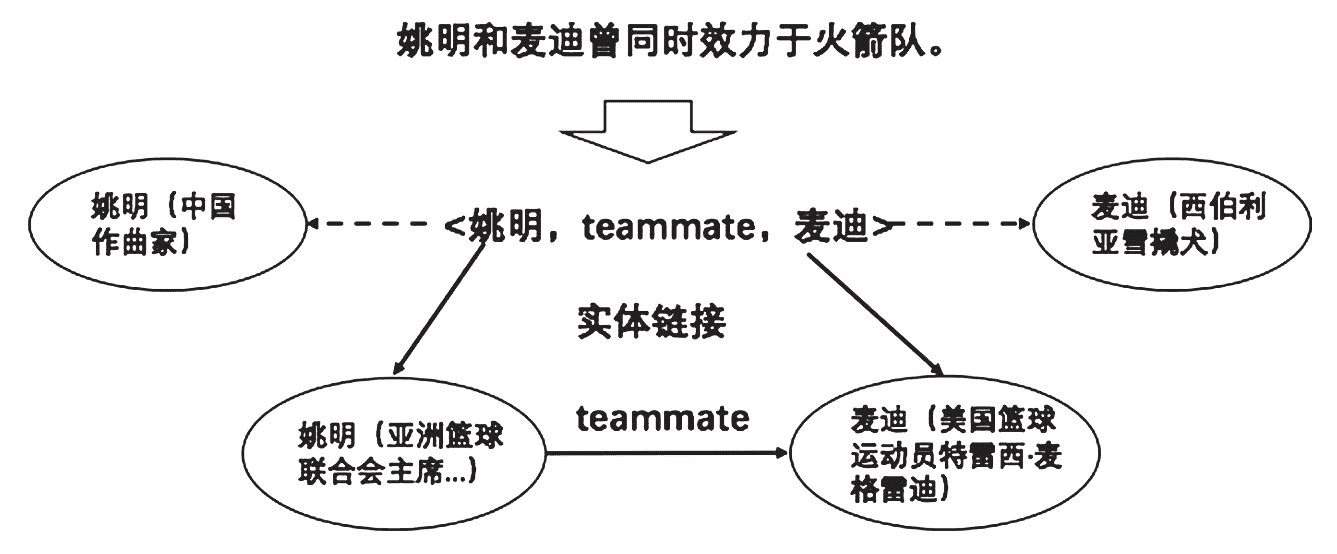 姚明和麦迪曾同时效力于火箭队。
姚明（中国
作曲家）
<姚明，teammate，麦迪>
麦迪（西伯利
亚雪撬犬）
实体链接
姚明（亚洲篮球
联合会主席...）
teammate
麦迪（美国篮球
运动员特雷西·麦
格雷迪）